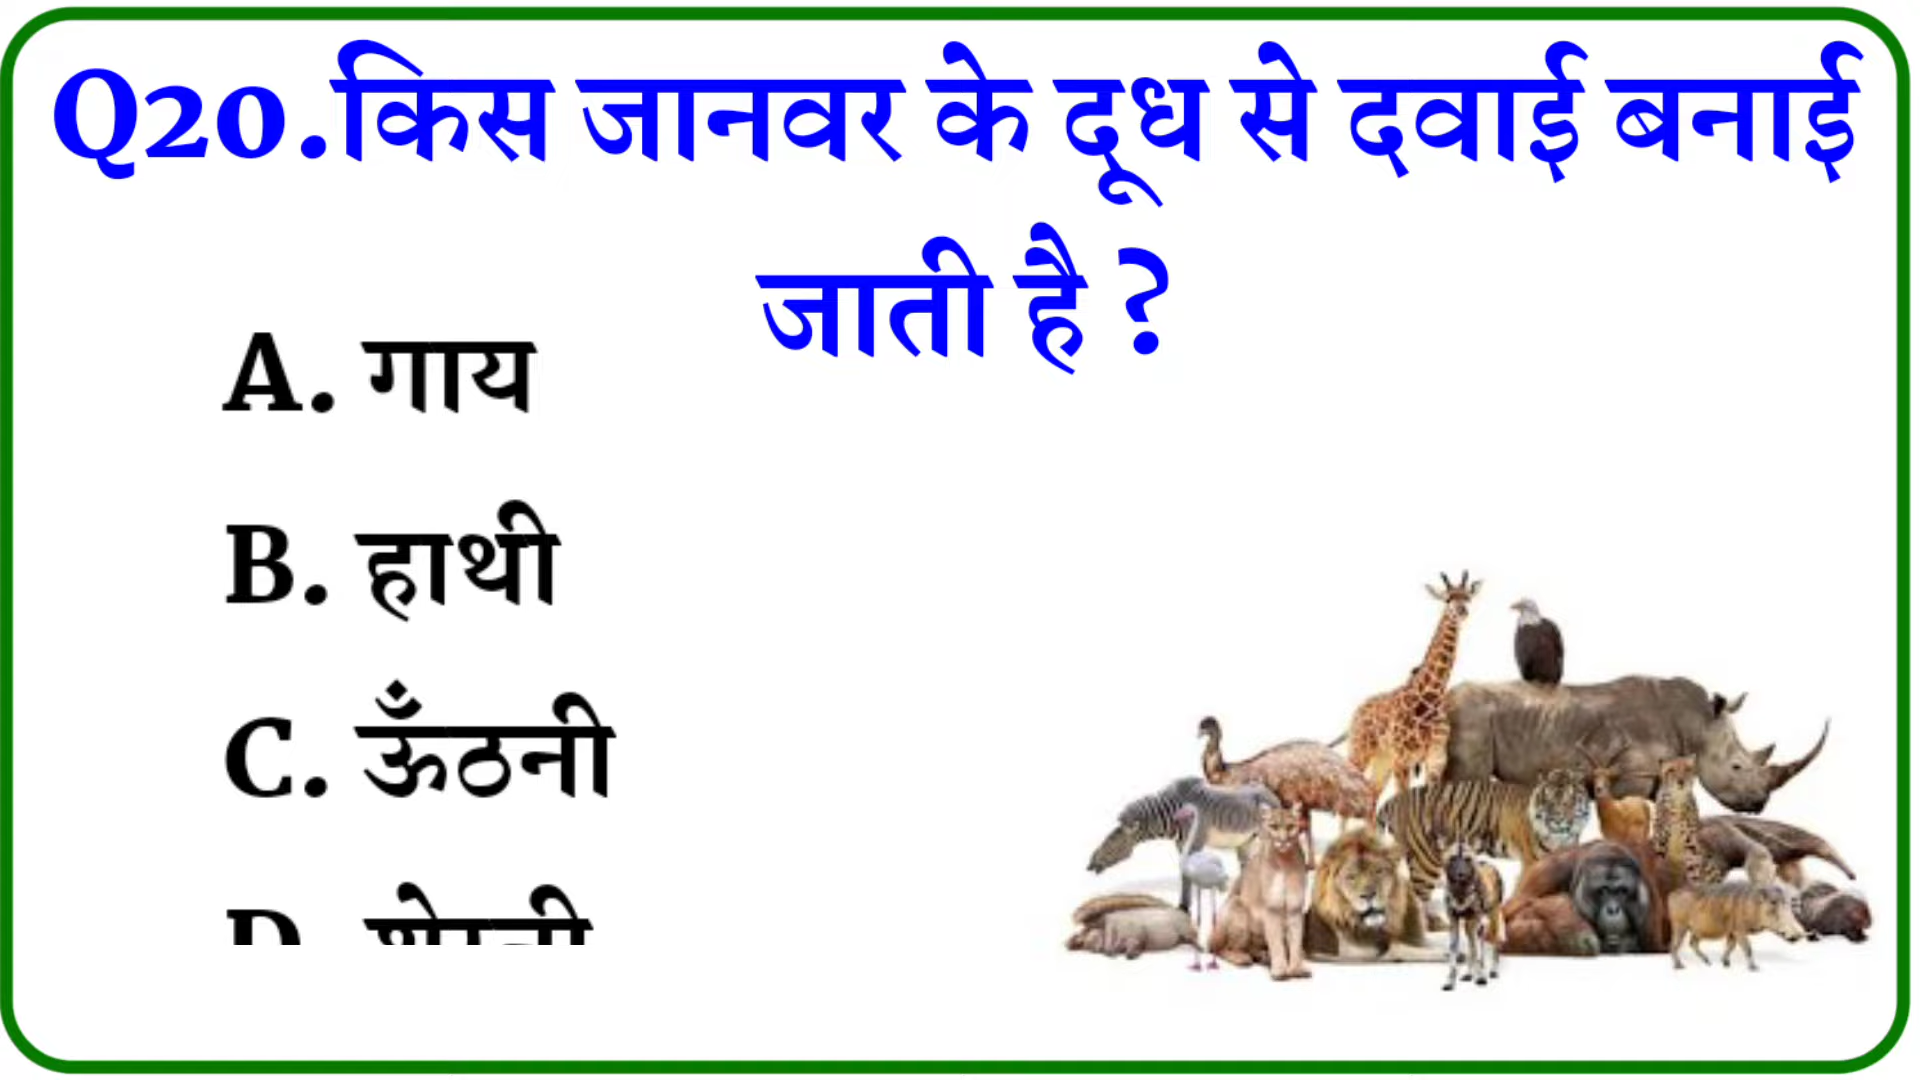 Q20.किस जानवर के दूध से दवाई बनाई
जाती है ?
A. गाय
B. हाथी
C. ऊँठनी
D.